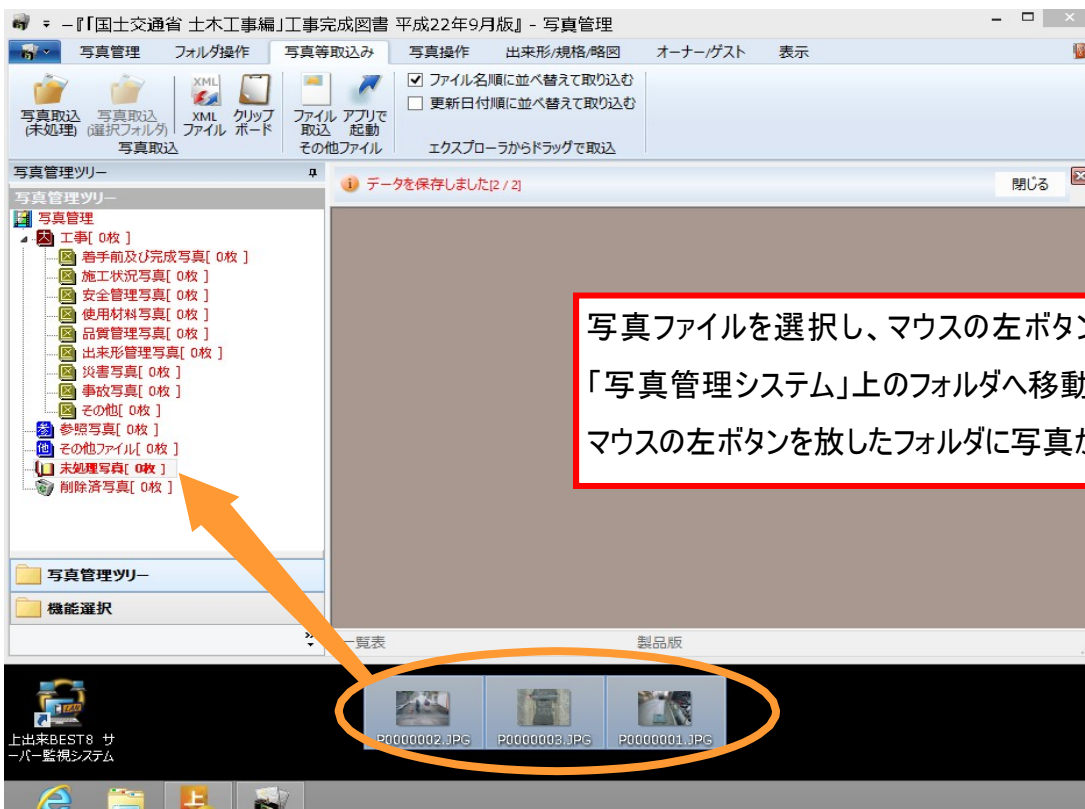 －『「国土交通省 土木工事編」工事完成図書 平成22年9月版』 - 写真管理
写真管理 フォルダ操作 写真等取込み 写真操作 出来形/規格/略図 オーナー/ゲスト 表示
写真取込
(未処理)
写真取込
(選択フォルダ)
XML
XML
ファイル
クリップ
ボード
写真取込
ファイル
取込
アプリで
起動
その他ファイル
ファイル名順に並べ替えて取り込む
更新日付順に並べ替えて取り込む
エクスプローラからドラッグで取込
写真管理ツリー
写真管理ツリー
データを保存しました[2 / 2]
閉じる
写真管理
大 工事[ 0枚 ]
着手前及び完成写真[ 0枚 ]
施工状況写真[ 0枚 ]
安全管理写真[ 0枚 ]
使用材料写真[ 0枚 ]
品質管理写真[ 0枚 ]
出来形管理写真[ 0枚 ]
災害写真[ 0枚 ]
事故写真[ 0枚 ]
その他[ 0枚 ]
参 参照写真[ 0枚 ]
他 その他ファイル[ 0枚 ]
未処理写真[ 0枚 ]
削除済写真[ 0枚 ]
写真ファイルを選択し、マウスの左ボタン
「写真管理システム」上のフォルダへ移動
マウスの左ボタンを放したフォルダに写真が
写真管理ツリー
機能選択
一覧表
製品版
P0000002.JPG P0000003.JPG P0000001.JPG
上出来BEST8 サ
ーバー監視システム
上